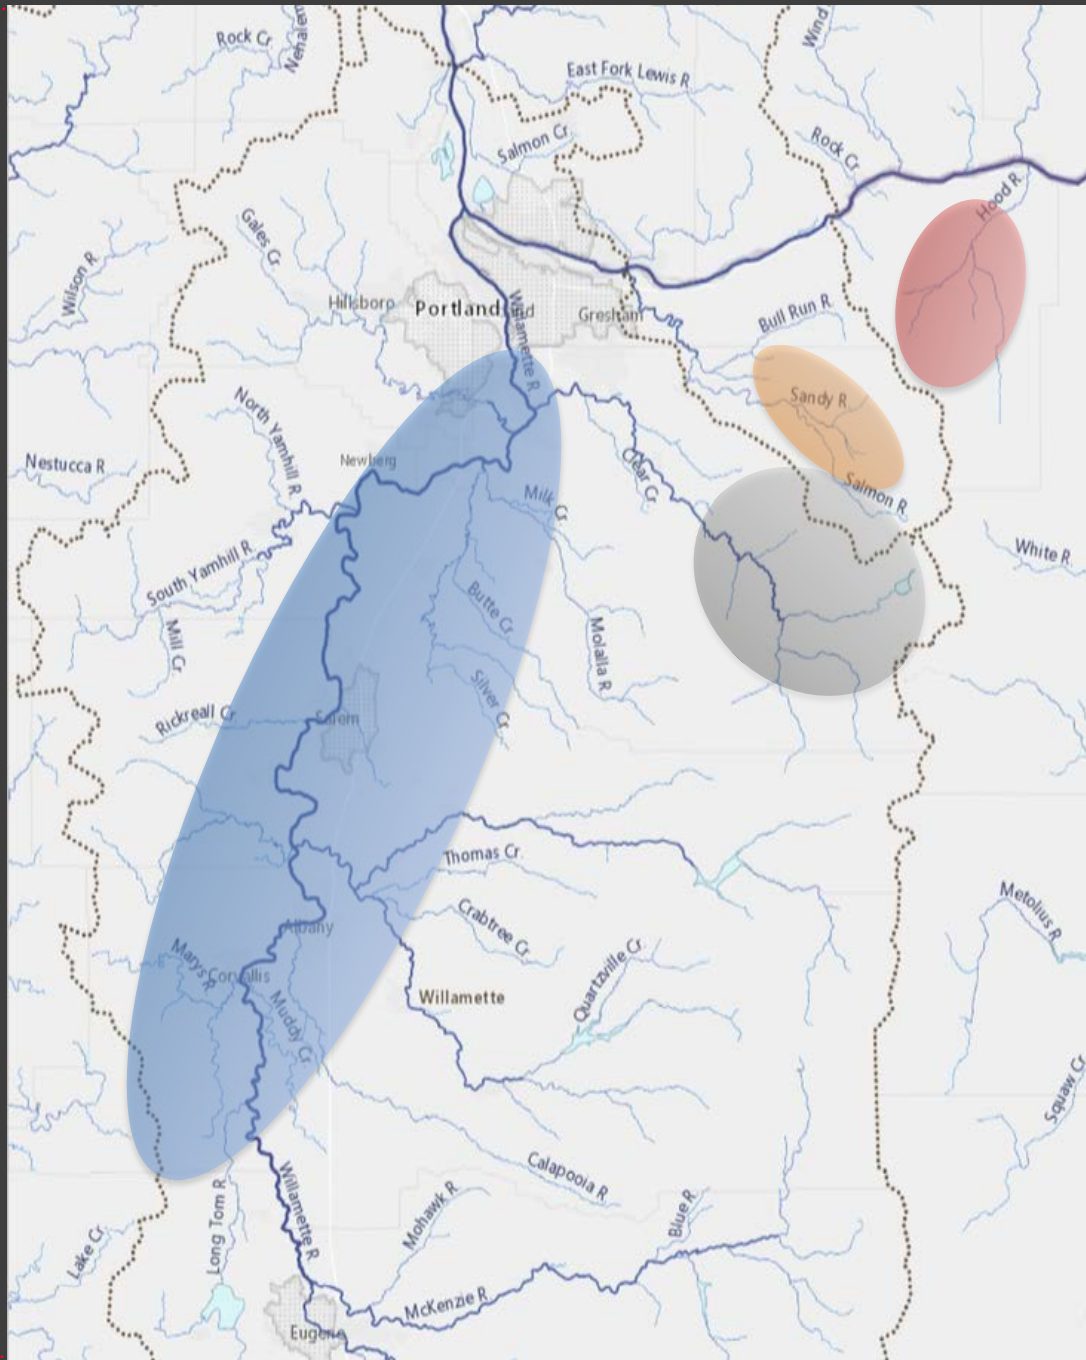 Rock Cr
Nehalem
Wind
East Fork Lewis R
Salmon Cr
Rock Cr
Hood R
Gales Cr
Wilson R
Hillsboro
Portland
Gresham
Willamette R
Bull Run R
Sandy R
North Yamhill R
Nestucca R
Newberg
Clear Cr
Salmon R
Milk Cr
White R
South Yamhill R
Butte Cr
Mill Cr
Molalla R
Silver Cr
Rickreall Cr
Salem
Thomas Cr
Crabtree Cr
Metolius R
Albany
Marys R
Corvallis
Quartzville Cr
Willamette
Muddy Cr
Squaw Cr
Calapooia R
Willamette R
Long Tom R
Mohawk R
Blue R
Lake Cr
McKenzie R
Eugene